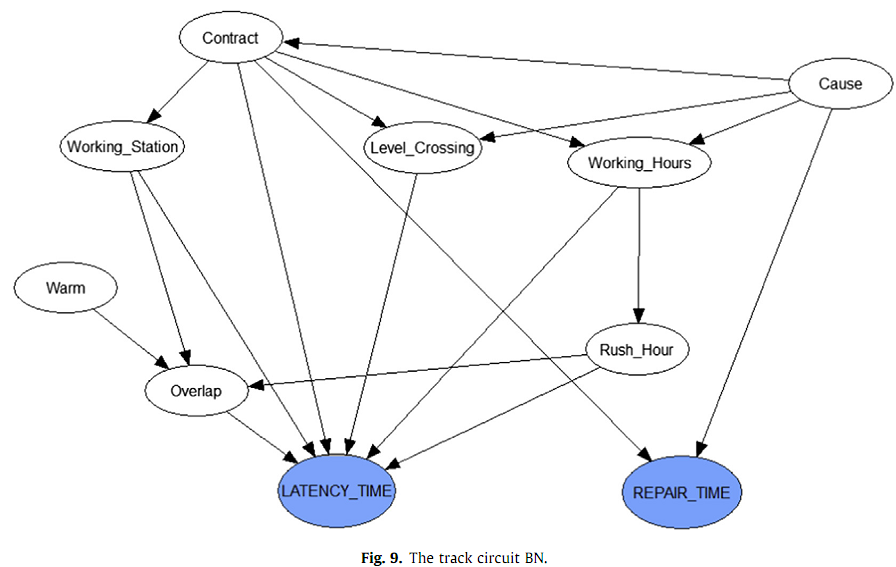 Contract
Cause
Working_Station
Level_Crossing
Working_Hours
Warm
Rush_Hour
Overlap
LATENCY_TIME
REPAIR_TIME
Fig. 9. The track circuit BN.